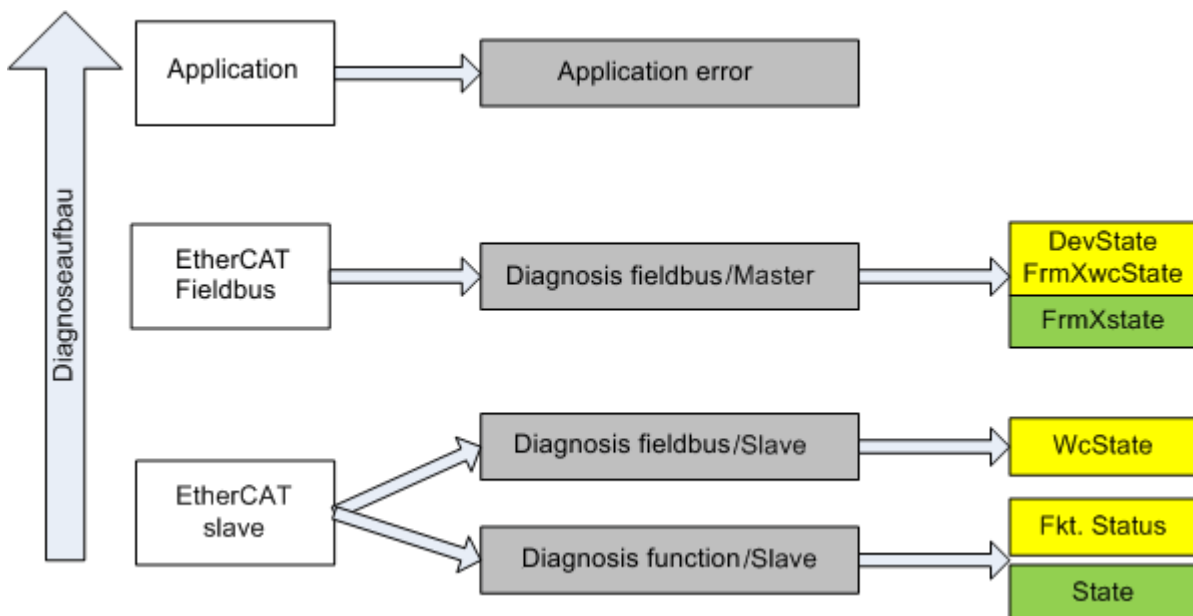 Diagnoseaufbau
Application
Application error
EtherCAT
Fieldbus
Diagnosis fieldbus/Master
DevState
FrmXwcState
FrmXstate
EtherCAT
slave
Diagnosis fieldbus/Slave
WcState
Diagnosis function/Slave
Fkt. Status
State